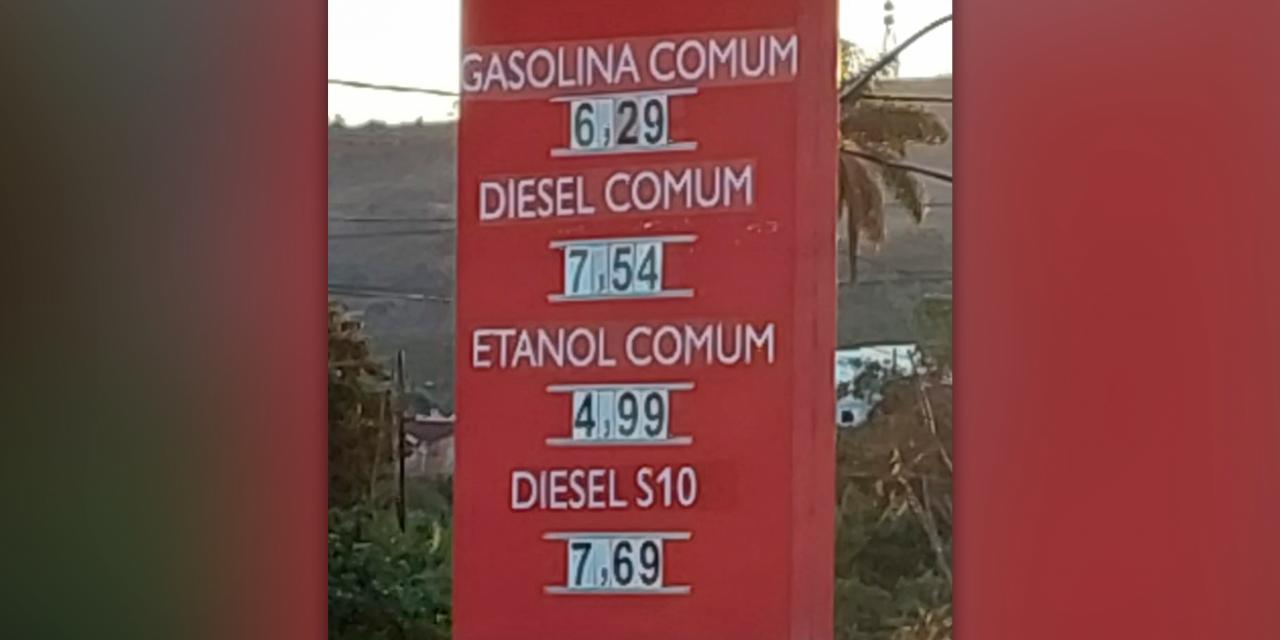 GASOLINA COMUM
6,29
DIESEL COMUM
7,54
ETANOL COMUM
4,99
DIESEL S10
7,69